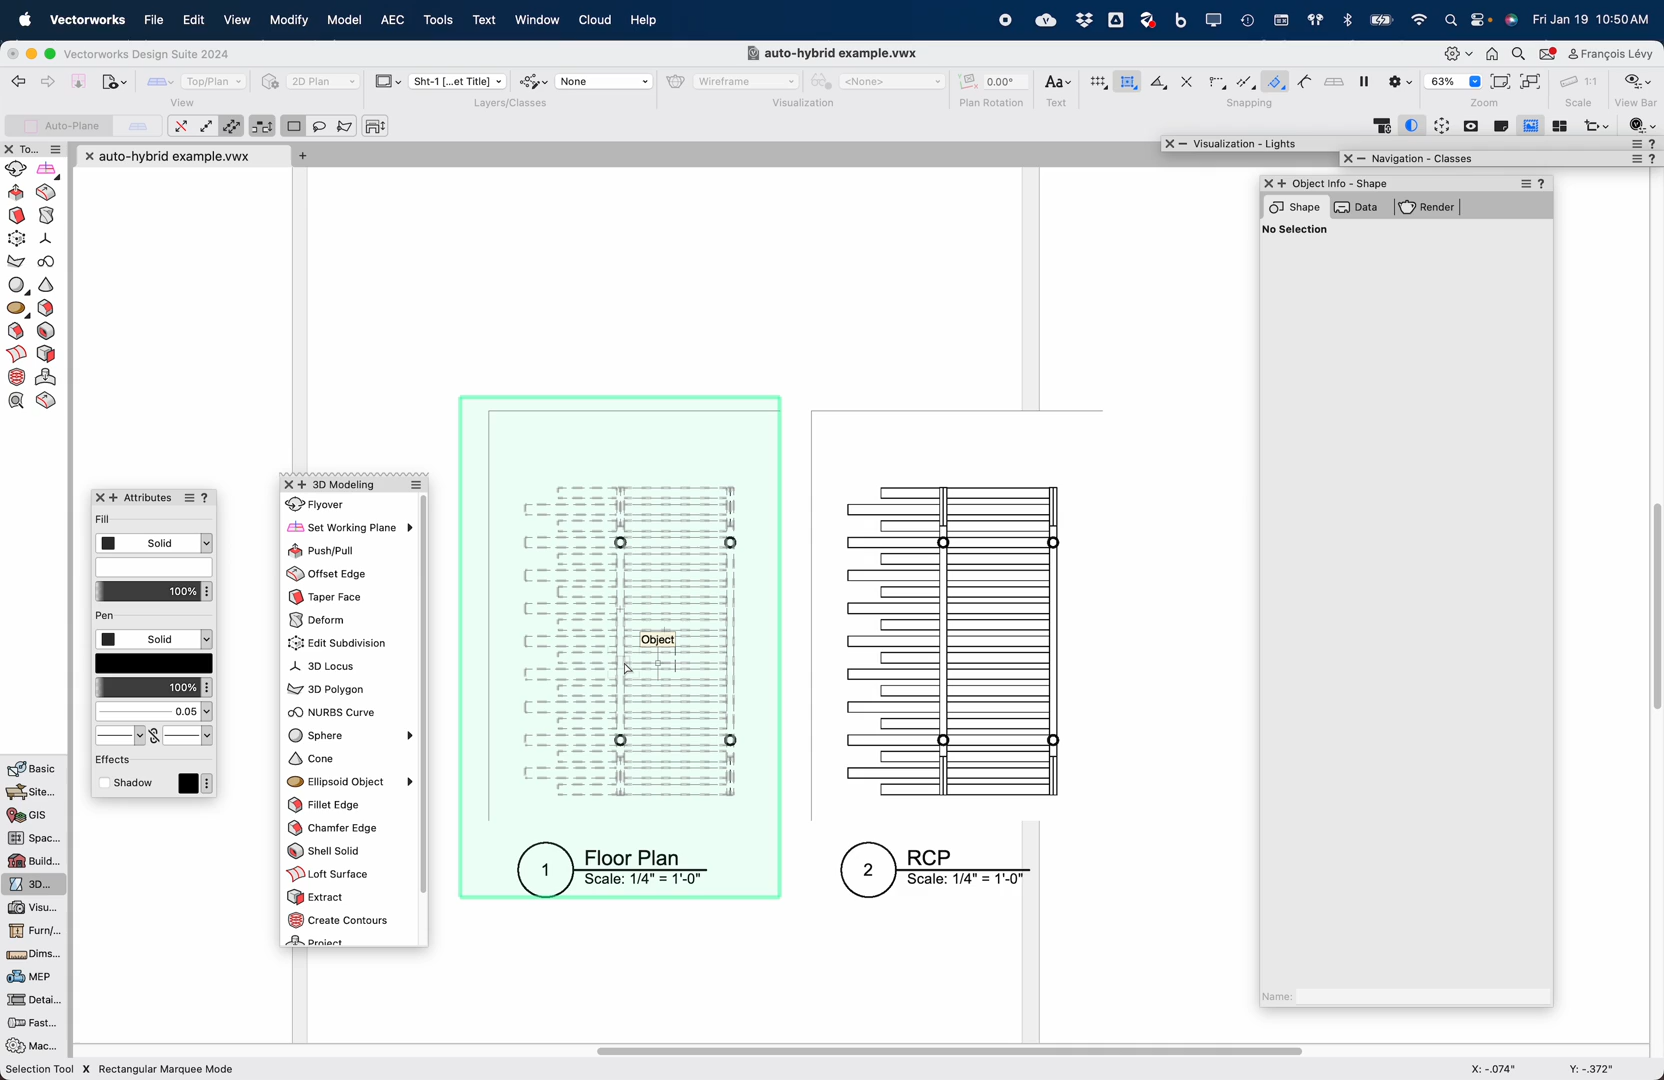 Vectorworks File Edit View Modify Model AEC Tools Text Window Cloud Help Fri Jan 19 10:50 AM
Vectorworks Design Suite 2024
auto-hybrid example.vwx
François Lévy
Top/Plan
2D Plan
Sht-1 [...et Title]
None
Wireframe
<None>
0.00°
Aa
63%
1:1
View
Layers/Classes
Visualization
Plan Rotation
Text
Snapping
Zoom
Scale
View Bar
Auto-Plane
To...
auto-hybrid example.vwx
Visualization - Lights
Navigation - Classes
Object Info - Shape
Shape Data Render
No Selection
Name:
Attributes
Fill
Solid
100%
Pen
Solid
100%
0.05
Effects
Shadow
3D Modeling
Flyover
Set Working Plane
Push/Pull
Offset Edge
Taper Face
Deform
Edit Subdivision
3D Locus
3D Polygon
NURBS Curve
Sphere
Cone
Ellipsoid Object
Fillet Edge
Chamfer Edge
Shell Solid
Loft Surface
Extract
Create Contours
Project
Object
1
Floor Plan
Scale: 1/4" = 1'-0"
2
RCP
Scale: 1/4" = 1'-0"
Basic
Site...
GIS
Spac...
Build...
3D...
Visu...
Furn/...
Dims...
MEP
Detai...
Fast...
Mac...
Selection Tool X Rectangular Marquee Mode
X: -.074"
Y: -.372"